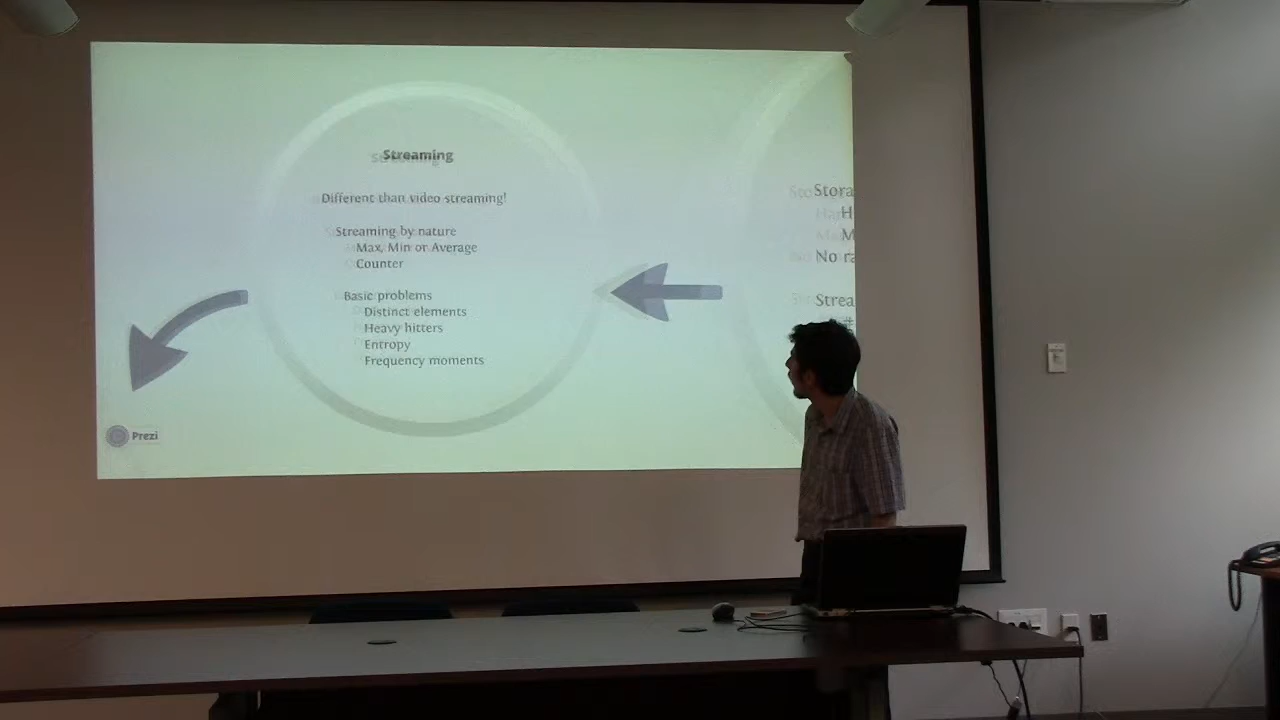 Streaming
Different than video streaming!
Streaming by nature
Max, Min or Average
Counter
Basic problems
Distinct elements
Heavy hitters
Entropy
Frequency moments
Stora
H
M
No ra
Strea
#
Prezi